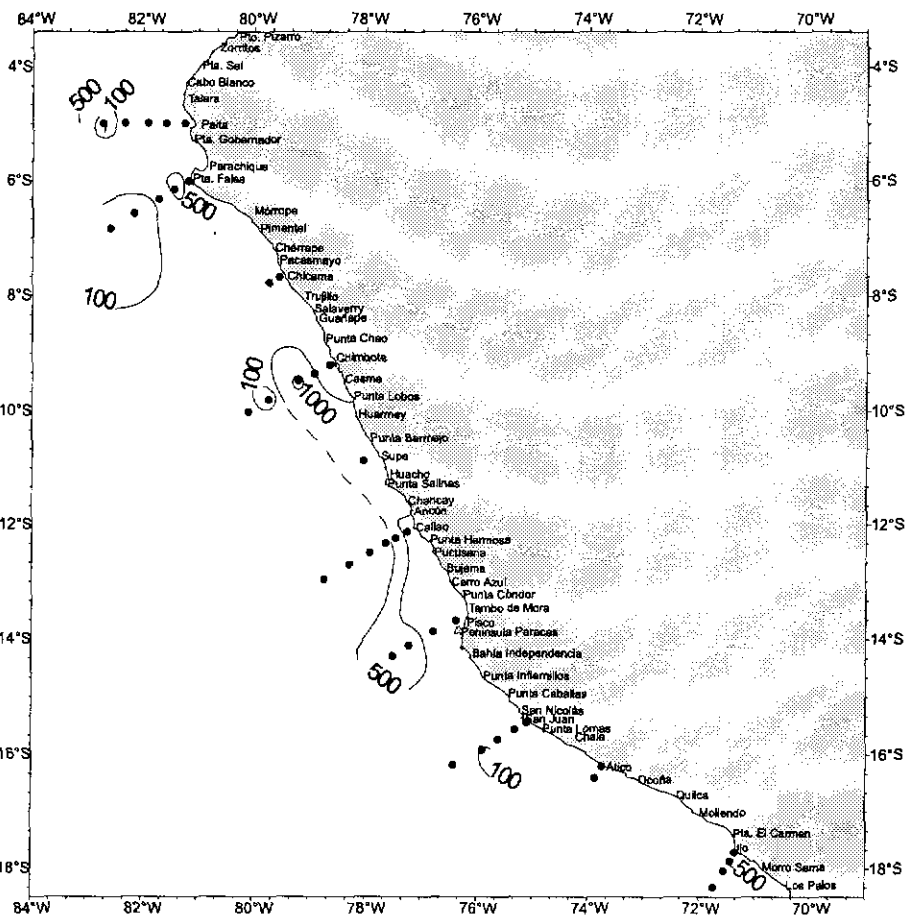 84°W 82°W 80°W 78°W 76°W 74°W 72°W 70°W
Pto. Pizarro
Zorritos
4°S 4°S
Pta. Sal
Cabo Blanco
Talara
500 100
Paita
Pta. Gobernador
Parachique
6°S Pta. Falsa 6°S
500
Mórrope
Pimentel
Chérrepe
Pacasmayo
Chicama
100
8°S Trujillo 8°S
Salaverry
Guañape
Punta Chao
Chimbote
100 1000
Casma
Punta Lobos
10°S Huarmey 10°S
Punta Bermejo
Supe
Huacho
Punta Salinas
Chancay
Ancón
12°S Callao 12°S
Punta Hermosa
Pucusana
Bujama
Cerro Azul
Punta Cóndor
Tambo de Mora
Pisco
Peninsula Paracas
14°S 14°S
Bahía Independencia
500
Punta Infiernillos
Punta Caballas
San Nicolás
San Juan
Punta Lomas
Chala
16°S 16°S
100
Atico
Ocoña
Quilca
Mollendo
Pta. El Carmen
Ilo
500
Morro Sama
18°S 18°S
Los Palos
84°W 82°W 80°W 78°W 76°W 74°W 72°W 70°W